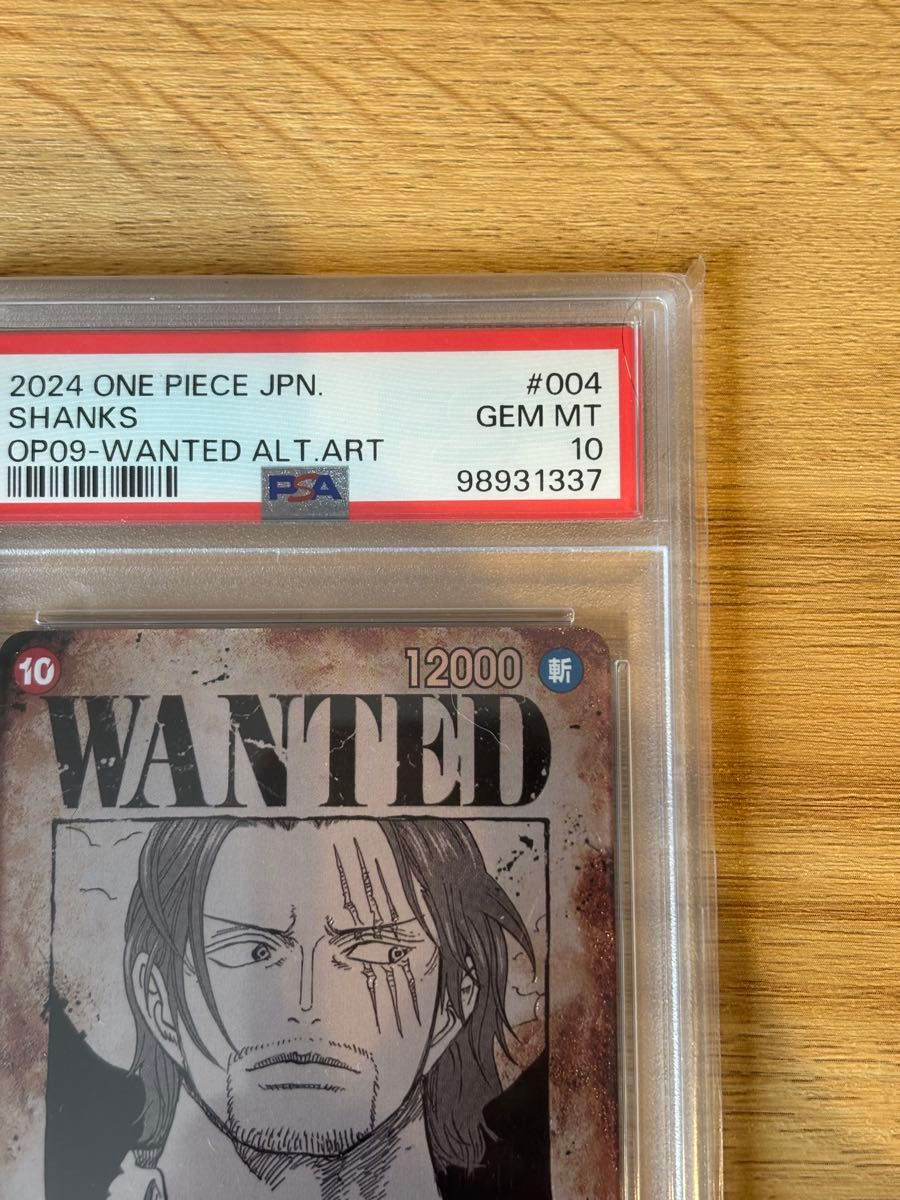 2024 ONE PIECE JPN.
#004
SHANKS
GEM MT
OP09-WANTED ALT.ART
10
PSA
98931337
10
12000
斬
WANTED